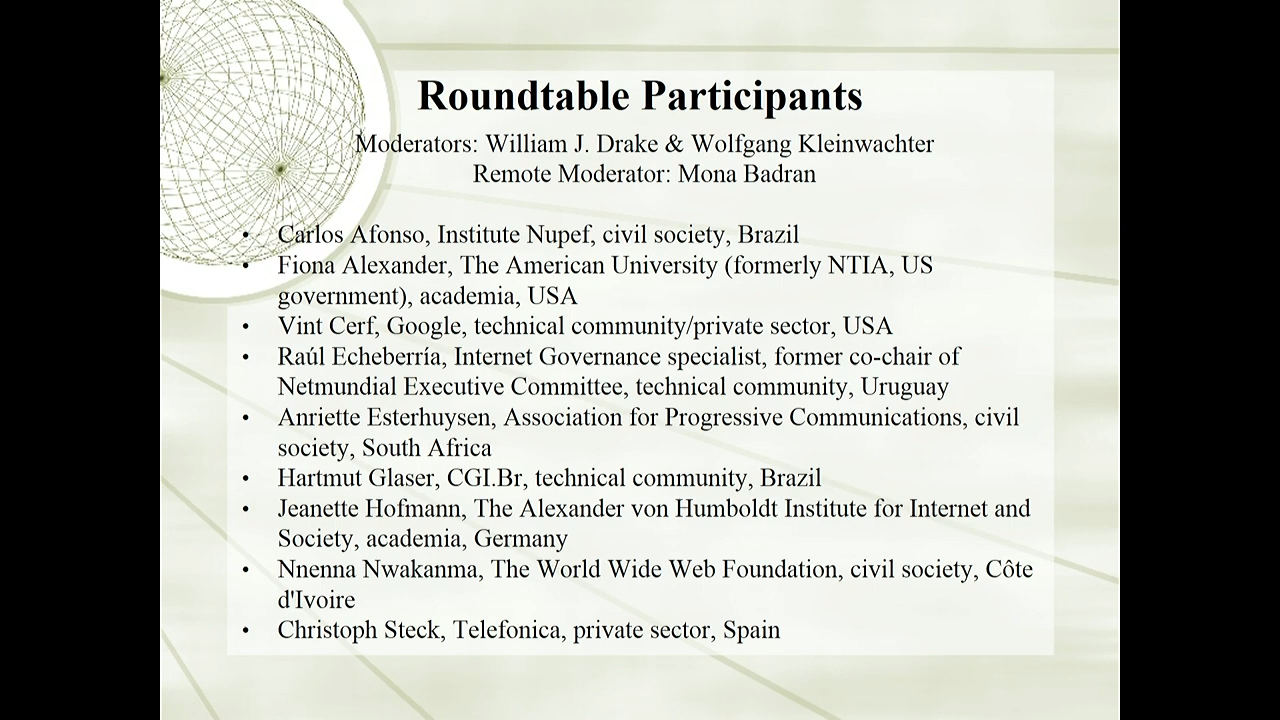 Roundtable Participants
Moderators: William J. Drake & Wolfgang Kleinwachter
Remote Moderator: Mona Badran
• Carlos Afonso, Institute Nupef, civil society, Brazil
• Fiona Alexander, The American University (formerly NTIA, US
government), academia, USA
• Vint Cerf, Google, technical community/private sector, USA
• Raúl Echeberría, Internet Governance specialist, former co-chair of
Netmundial Executive Committee, technical community, Uruguay
• Anriette Esterhuysen, Association for Progressive Communications, civil
society, South Africa
• Hartmut Glaser, CGI.Br, technical community, Brazil
• Jeanette Hofmann, The Alexander von Humboldt Institute for Internet and
Society, academia, Germany
• Nnenna Nwakanma, The World Wide Web Foundation, civil society, Côte
d'Ivoire
• Christoph Steck, Telefonica, private sector, Spain